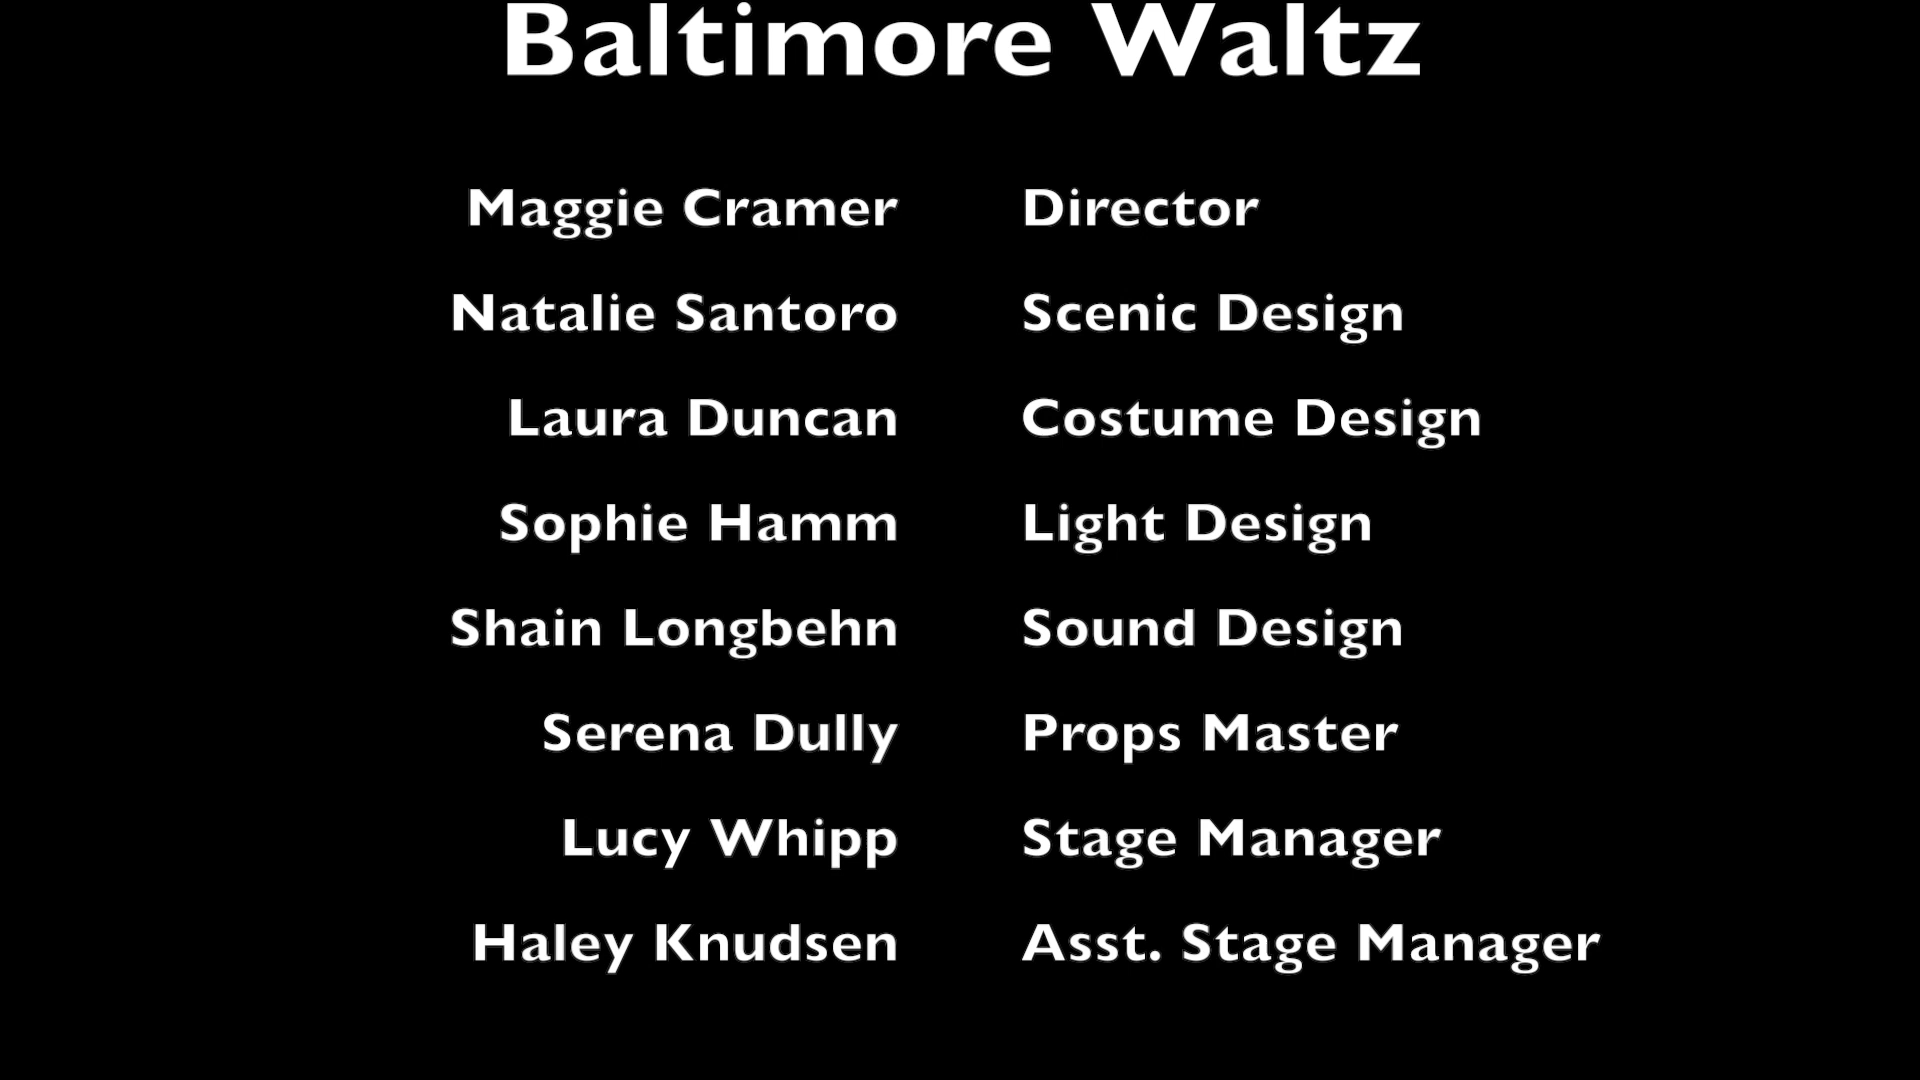 Baltimore Waltz
Maggie Cramer Director
Natalie Santoro Scenic Design
Laura Duncan Costume Design
Sophie Hamm Light Design
Shain Longbehn Sound Design
Serena Dully Props Master
Lucy Whipp Stage Manager
Haley Knudsen Asst. Stage Manager